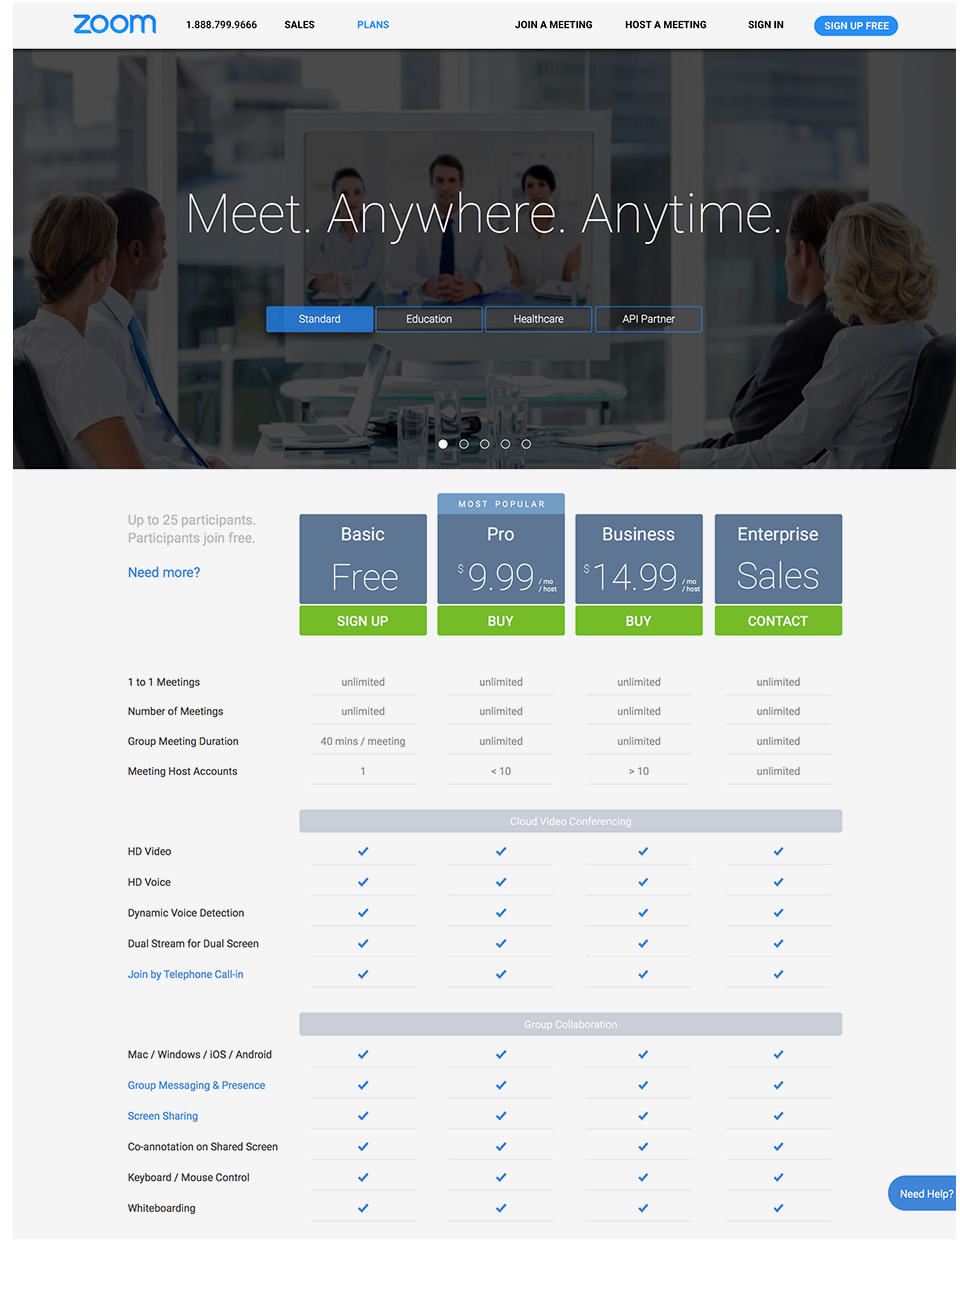 zoom 1.888.799.9666 SALES PLANS JOIN A MEETING HOST A MEETING SIGN IN SIGN UP FREE
Meet. Anywhere. Anytime.
Standard Education Healthcare API Partner
MOST POPULAR
Up to 25 participants.
Participants join free.
Need more?
Basic Pro Business Enterprise
Free $9.99 /mo /host $14.99 /mo /host Sales
SIGN UP BUY BUY CONTACT
1 to 1 Meetings unlimited unlimited unlimited unlimited
Number of Meetings unlimited unlimited unlimited unlimited
Group Meeting Duration 40 mins / meeting unlimited unlimited unlimited
Meeting Host Accounts 1 < 10 > 10 unlimited
Cloud Video Conferencing
HD Video
HD Voice
Dynamic Voice Detection
Dual Stream for Dual Screen
Join by Telephone Call-in
Group Collaboration
Mac / Windows / iOS / Android
Group Messaging & Presence
Screen Sharing
Co-annotation on Shared Screen
Keyboard / Mouse Control
Need Help?
Whiteboarding